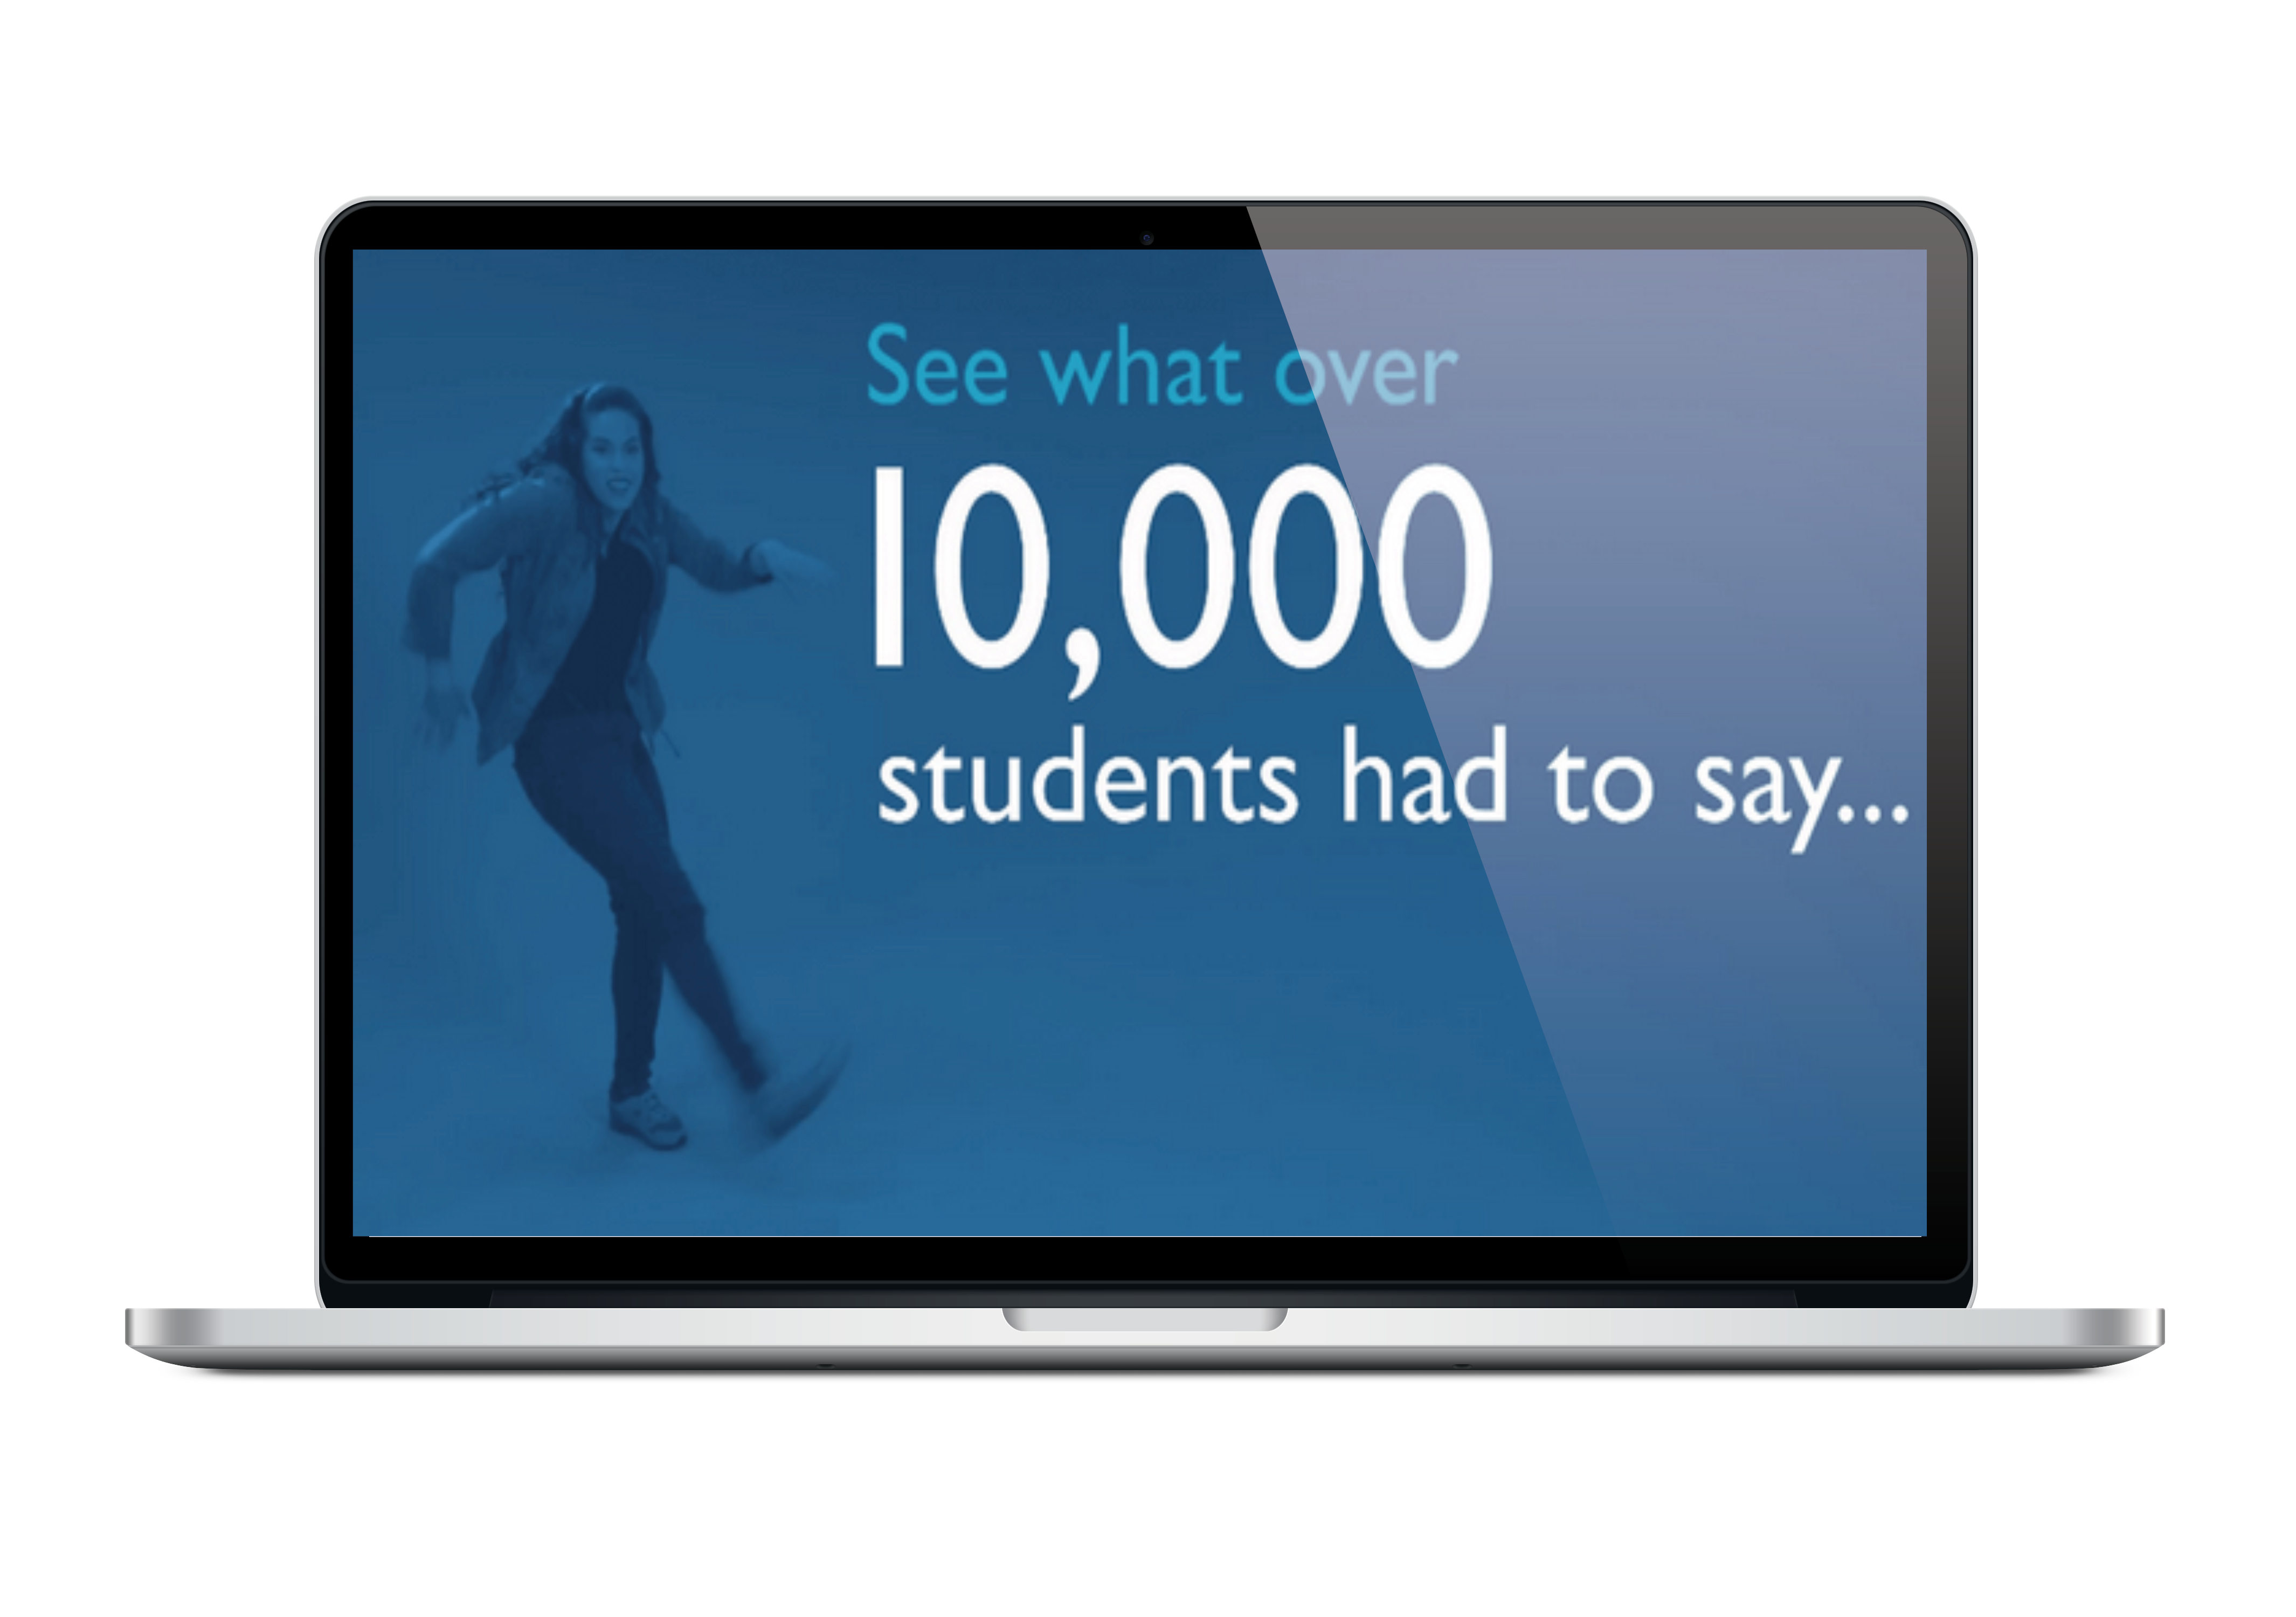 See what over
10,000
students had to say...